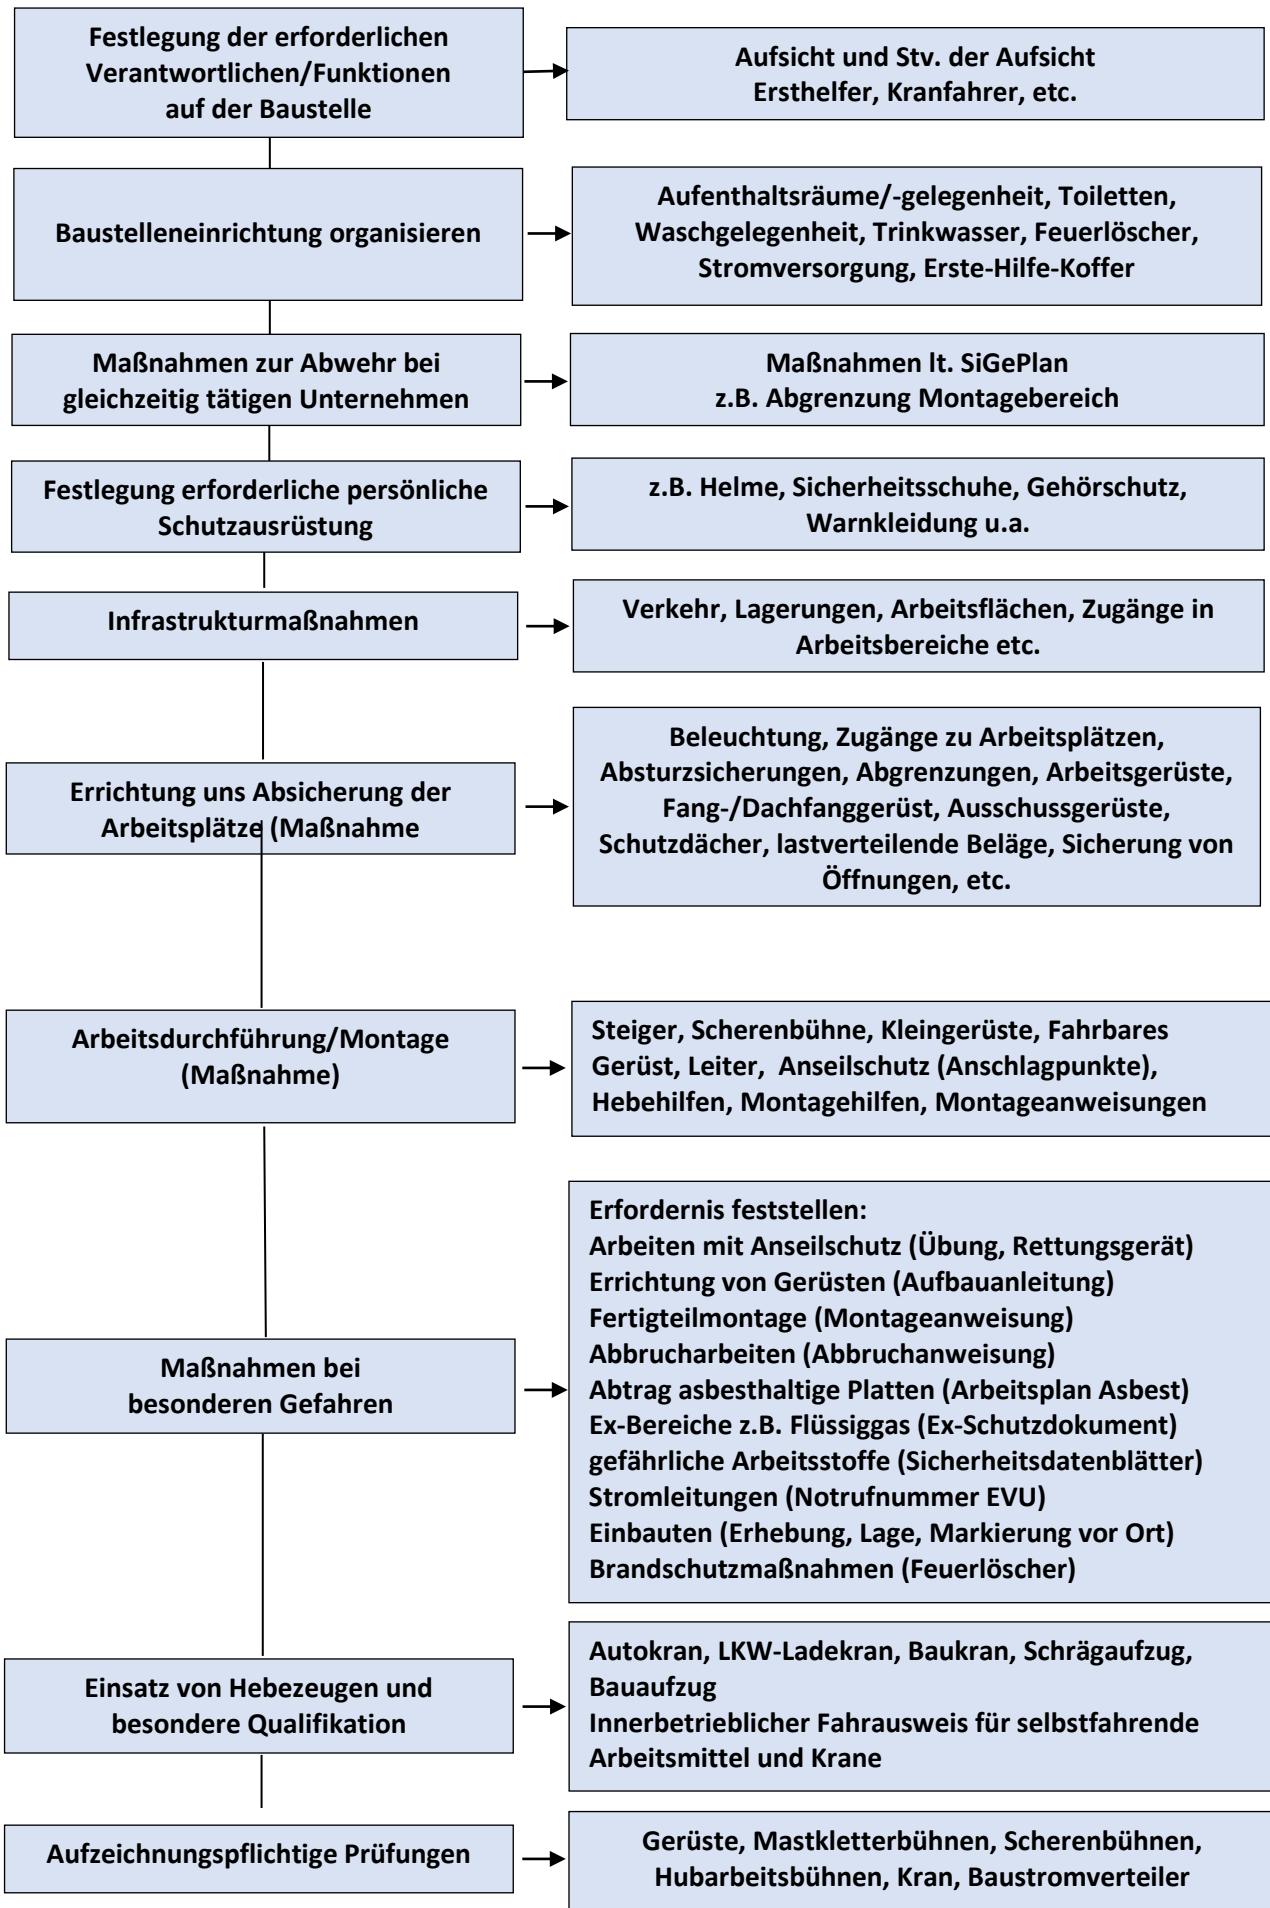 Festlegung der erforderlichen
Verantwortlichen/Funktionen
auf der Baustelle
Aufsicht und Stv. der Aufsicht
Ersthelfer, Kranfahrer, etc.
Baustelleneinrichtung organisieren
Aufenthaltsräume/-gelegenheit, Toiletten,
Waschgelegenheit, Trinkwasser, Feuerlöscher,
Stromversorgung, Erste-Hilfe-Koffer
Maßnahmen zur Abwehr bei
gleichzeitig tätigen Unternehmen
Maßnahmen lt. SiGePlan
z.B. Abgrenzung Montagebereich
Festlegung erforderliche persönliche
Schutzausrüstung
z.B. Helme, Sicherheitsschuhe, Gehörschutz,
Warnkleidung u.a.
Infrastrukturmaßnahmen
Verkehr, Lagerungen, Arbeitsflächen, Zugänge in
Arbeitsbereiche etc.
Errichtung uns Absicherung der
Arbeitsplätze (Maßnahme
Beleuchtung, Zugänge zu Arbeitsplätzen,
Absturzsicherungen, Abgrenzungen, Arbeitsgerüste,
Fang-/Dachfanggerüst, Ausschussgerüste,
Schutzdächer, lastverteilende Beläge, Sicherung von
Öffnungen, etc.
Arbeitsdurchführung/Montage
(Maßnahme)
Steiger, Scherenbühne, Kleingerüste, Fahrbares
Gerüst, Leiter, Anseilschutz (Anschlagpunkte),
Hebehilfen, Montagehilfen, Montageanweisungen
Maßnahmen bei
besonderen Gefahren
Erfordernis feststellen:
Arbeiten mit Anseilschutz (Übung, Rettungsgerät)
Errichtung von Gerüsten (Aufbauanleitung)
Fertigteilmontage (Montageanweisung)
Abbrucharbeiten (Abbruchanweisung)
Abtrag asbesthaltige Platten (Arbeitsplan Asbest)
Ex-Bereiche z.B. Flüssiggas (Ex-Schutzdokument)
gefährliche Arbeitsstoffe (Sicherheitsdatenblätter)
Stromleitungen (Notrufnummer EVU)
Einbauten (Erhebung, Lage, Markierung vor Ort)
Brandschutzmaßnahmen (Feuerlöscher)
Einsatz von Hebezeugen und
besondere Qualifikation
Autokran, LKW-Ladekran, Baukran, Schrägaufzug,
Bauaufzug
Innerbetrieblicher Fahrausweis für selbstfahrende
Arbeitsmittel und Krane
Aufzeichnungspflichtige Prüfungen
Gerüste, Mastkletterbühnen, Scherenbühnen,
Hubarbeitsbühnen, Kran, Baustromverteiler